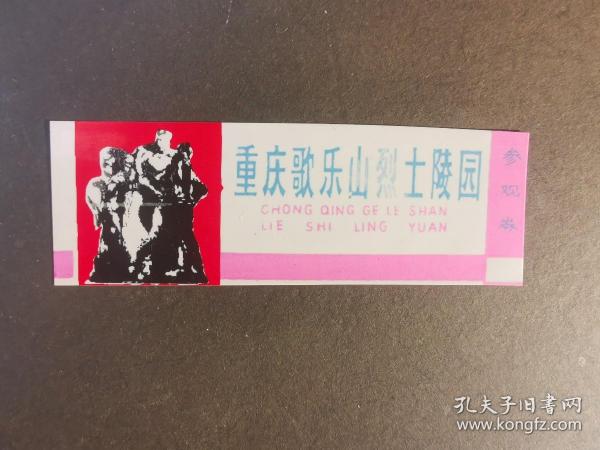 重庆歌乐山烈士陵园
CHONG QING GE LE SHAN
LIE SHI LING YUAN
参观券
孔夫子旧书网
www.kongfz.com